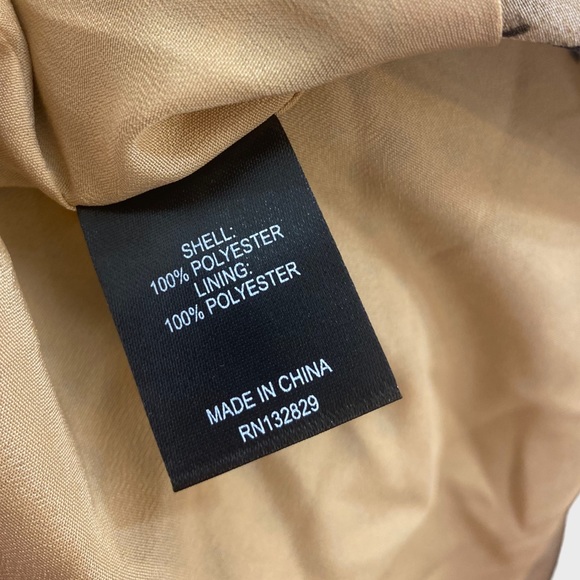 SHELL:
100% POLYESTER
LINING:
100% POLYESTER
MADE IN CHINA
RN132829